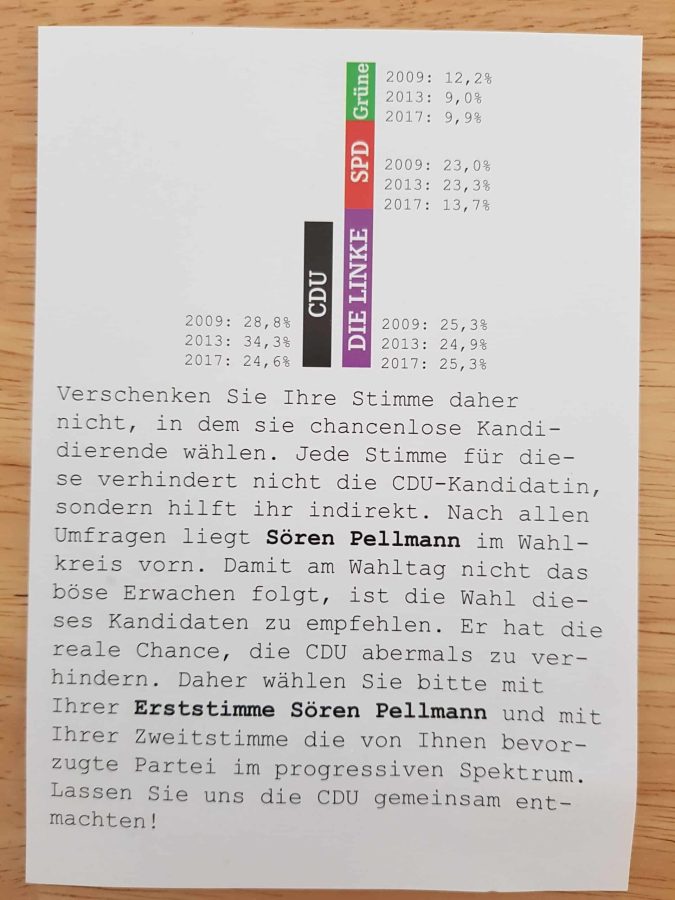 Grüne
2009: 12,2%
2013: 9,0%
2017: 9,9%
SPD
2009: 23,0%
2013: 23,3%
2017: 13,7%
CDU
2009: 28,8%
2013: 34,3%
2017: 24,6%
DIE LINKE
2009: 25,3%
2013: 24,9%
2017: 25,3%
Verschenken Sie Ihre Stimme daher
nicht, in dem sie chancenlose Kandi-
dierende wählen. Jede Stimme für die-
se verhindert nicht die CDU-Kandidatin,
sondern hilft ihr indirekt. Nach allen
Umfragen liegt Sören Pellmann im Wahl-
kreis vorn. Damit am Wahltag nicht das
böse Erwachen folgt, ist die Wahl die-
ses Kandidaten zu empfehlen. Er hat die
reale Chance, die CDU abermals zu ver-
hindern. Daher wählen Sie bitte mit
Ihrer Erststimme Sören Pellmann und mit
Ihrer Zweitstimme die von Ihnen bevor-
zugte Partei im progressiven Spektrum.
Lassen Sie uns die CDU gemeinsam ent-
machten!